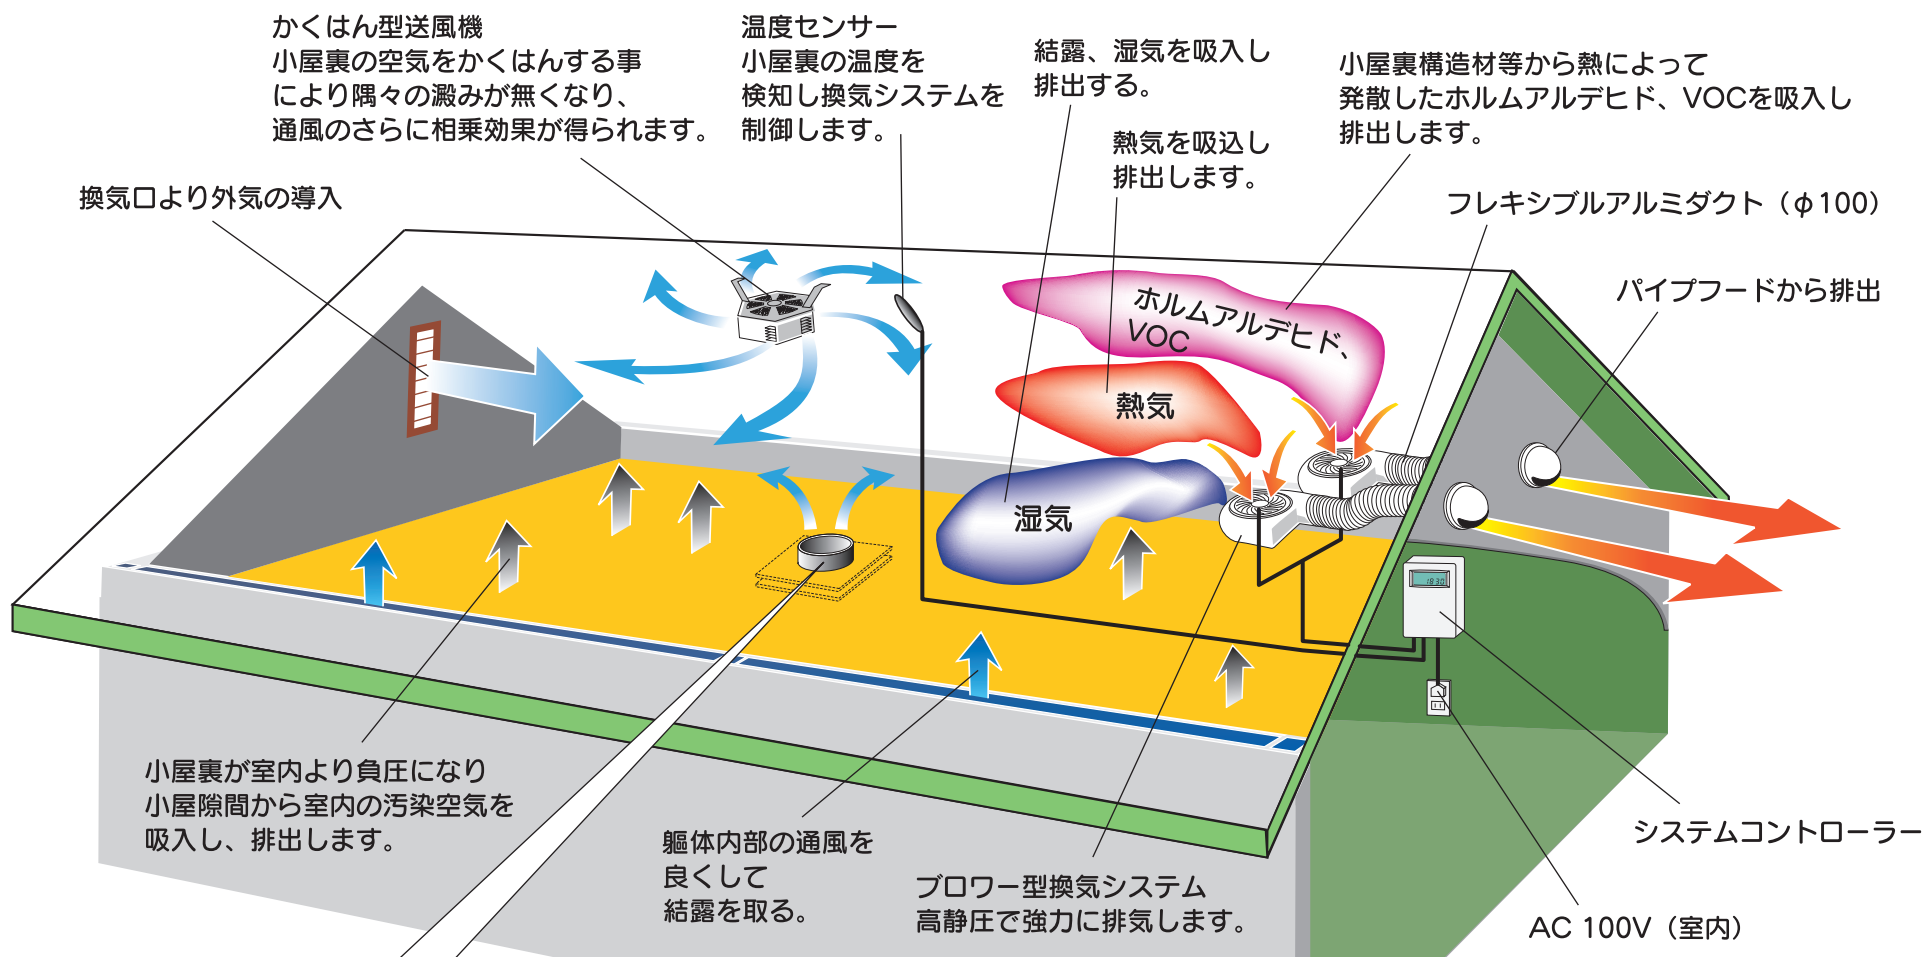 かくはん型送風機
小屋裏の空気をかくはんする事
により隅々の澱みが無くなり、
通風のさらに相乗効果が得られます。
温度センサー
小屋裏の温度を
検知し換気システムを
制御します。
結露、湿気を吸入し
排出する。
熱気を吸込し
排出します。
小屋裏構造材等から熱によって
発散したホルムアルデヒド、VOCを吸入し
排出します。
換気口より外気の導入
フレキシブルアルミダクト（φ100）
パイプフードから排出
ホルムアルデヒド、
VOC
熱気
湿気
18:30
小屋裏が室内より負圧になり
小屋隙間から室内の汚染空気を
吸入し、排出します。
躯体内部の通風を
良くして
結露を取る。
ブロワー型換気システム
高静圧で強力に排気します。
システムコントローラー
AC 100V（室内）